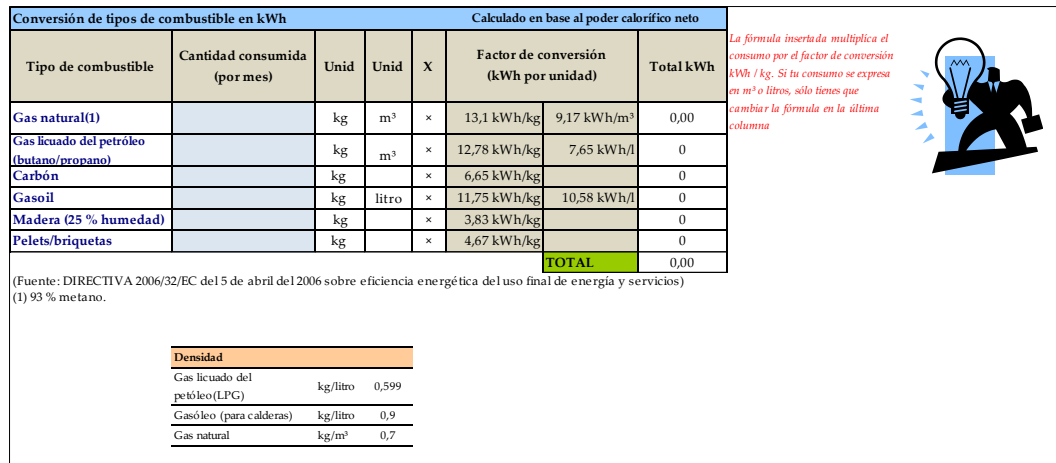 Conversión de tipos de combustible en kWh Calculado en base al poder calorífico neto
Tipo de combustible Cantidad consumida (por mes) Unid Unid X Factor de conversión (kWh por unidad) Total kWh
Gas natural(1) kg m³ × 13,1 kWh/kg 9,17 kWh/m³ 0,00
Gas licuado del petróleo (butano/propano) kg m³ × 12,78 kWh/kg 7,65 kWh/l 0
Carbón kg × 6,65 kWh/kg 0
Gasoil kg litro × 11,75 kWh/kg 10,58 kWh/l 0
Madera (25 % humedad) kg × 3,83 kWh/kg 0
Pelets/briquetas kg × 4,67 kWh/kg 0
TOTAL 0,00
La fórmula insertada multiplica el
consumo por el factor de conversión
kWh / kg. Si tu consumo se expresa
en m³ o litros, sólo tienes que
cambiar la fórmula en la última
columna
(Fuente: DIRECTIVA 2006/32/EC del 5 de abril del 2006 sobre eficiencia energética del uso final de energía y servicios)
(1) 93 % metano.
Densidad
Gas licuado del petóleo(LPG) kg/litro 0,599
Gasóleo (para calderas) kg/litro 0,9
Gas natural kg/m³ 0,7